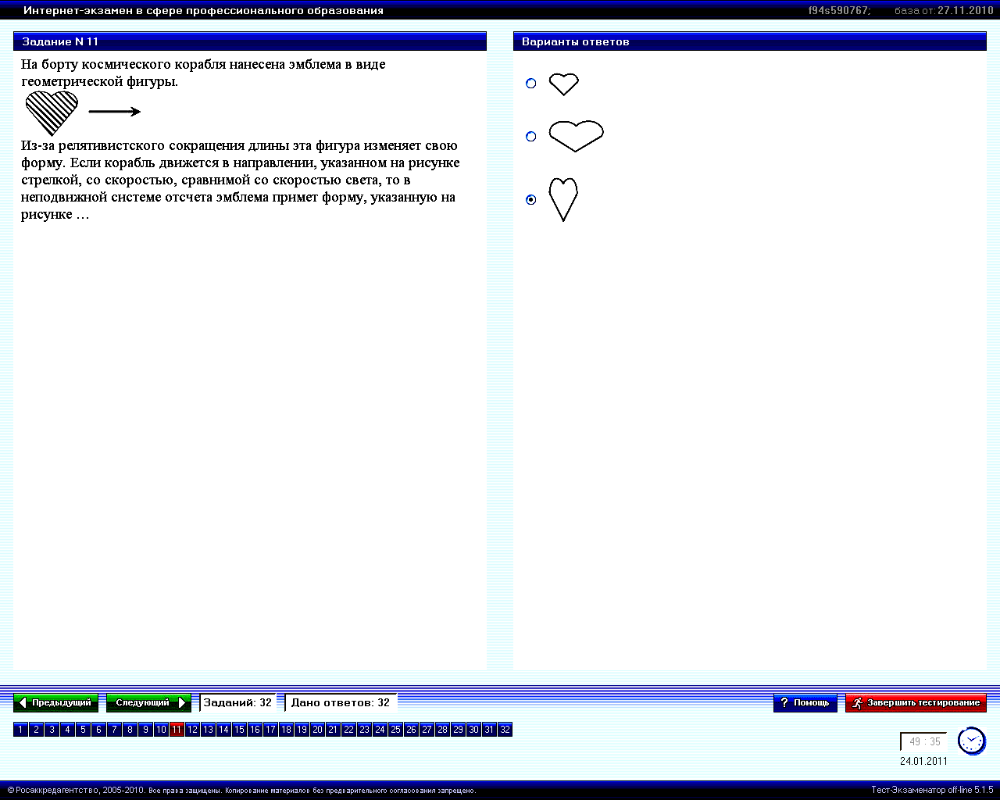 Интернет-экзамен в сфере профессионального образования
f94s590767; база от: 27.11.2010
Задание N 11
На борту космического корабля нанесена эмблема в виде
геометрической фигуры.
Из-за релятивистского сокращения длины эта фигура изменяет свою
форму. Если корабль движется в направлении, указанном на рисунке
стрелкой, со скоростью, сравнимой со скоростью света, то в
неподвижной системе отсчета эмблема примет форму, указанную на
рисунке …
Варианты ответов
Предыдущий Следующий Заданий: 32 Дано ответов: 32 ? Помощь Завершить тестирование
1 2 3 4 5 6 7 8 9 10 11 12 13 14 15 16 17 18 19 20 21 22 23 24 25 26 27 28 29 30 31 32
49 : 35
24.01.2011
© Росаккредагентство, 2005-2010. Все права защищены. Копирование материалов без предварительного согласования запрещено. Тест-Экзаменатор off-line 5.1.5